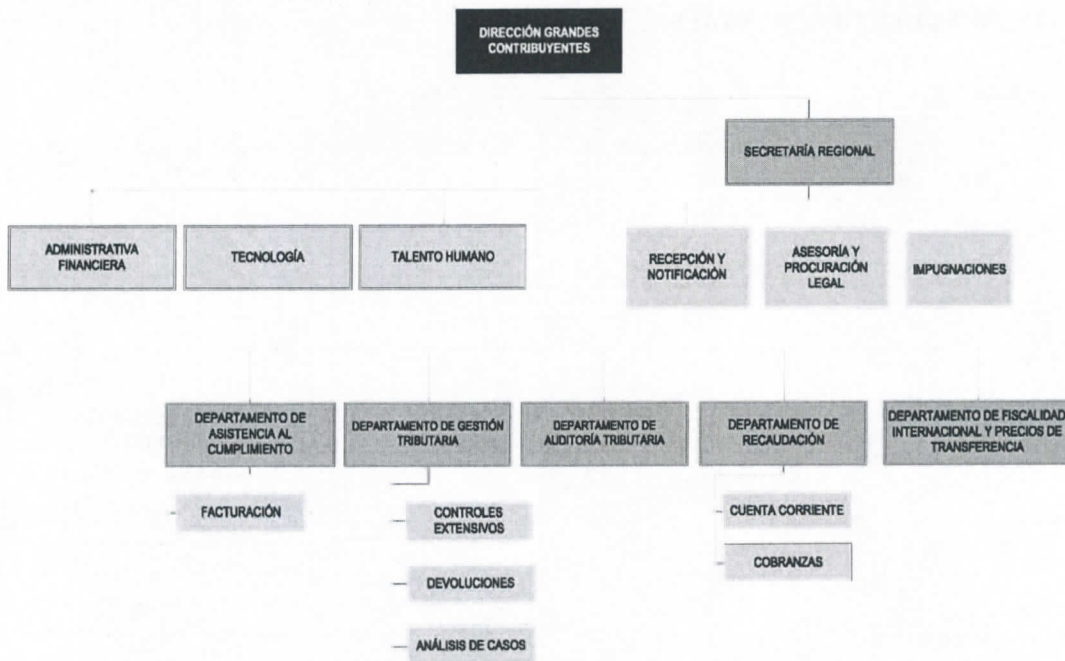 DIRECCIÓN GRANDES
CONTRIBUYENTES
SECRETARÍA REGIONAL
ADMINISTRATIVA
FINANCIERA
TECNOLOGÍA
TALENTO HUMANO
RECEPCIÓN Y
NOTIFICACIÓN
ASESORÍA Y
PROCURACIÓN
LEGAL
IMPUGNACIONES
DEPARTAMENTO DE
ASISTENCIA AL
CUMPLIMIENTO
DEPARTAMENTO DE GESTIÓN
TRIBUTARIA
DEPARTAMENTO DE
AUDITORÍA TRIBUTARIA
DEPARTAMENTO DE
RECAUDACIÓN
DEPARTAMENTO DE FISCALIDAD
INTERNACIONAL Y PRECIOS DE
TRANSFERENCIA
FACTURACIÓN
CONTROLES
EXTENSIVOS
DEVOLUCIONES
ANÁLISIS DE CASOS
CUENTA CORRIENTE
COBRANZAS